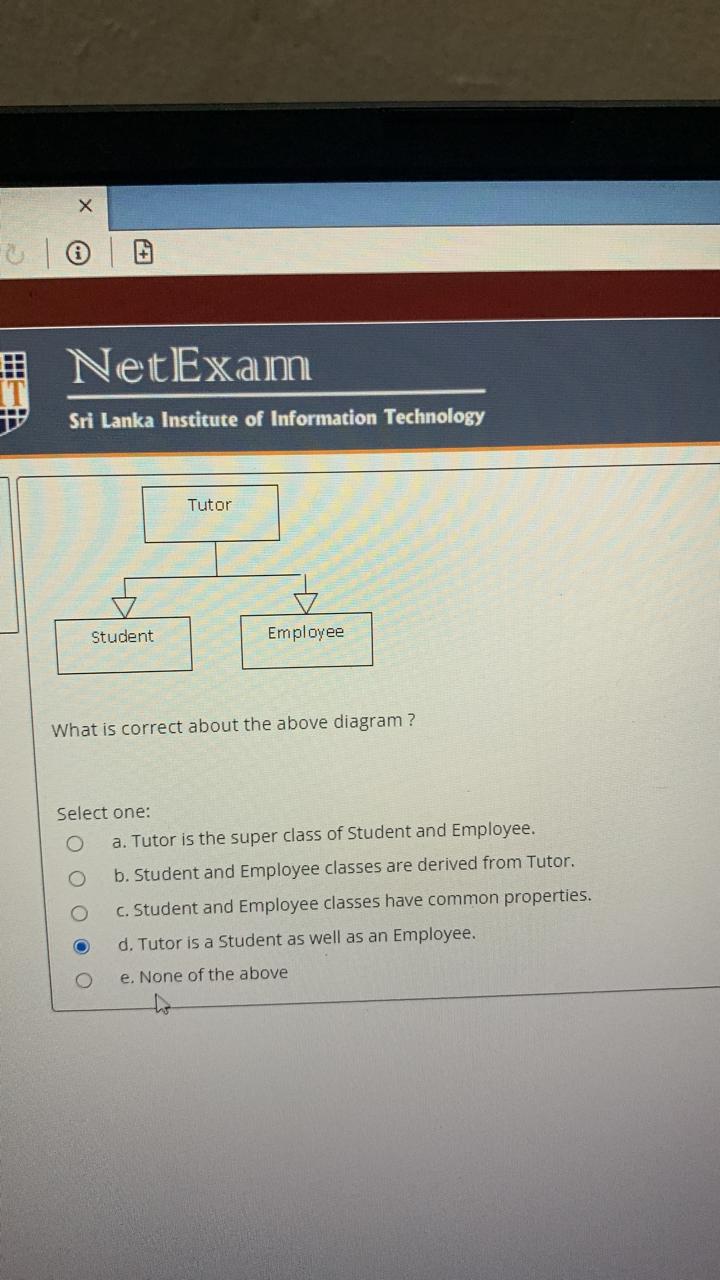 NetExam
IT
Sri Lanka Institute of Information Technology
Tutor
Student
Employee
What is correct about the above diagram ?
Select one:
a. Tutor is the super class of Student and Employee.
b. Student and Employee classes are derived from Tutor.
c. Student and Employee classes have common properties.
d. Tutor is a Student as well as an Employee.
e. None of the above